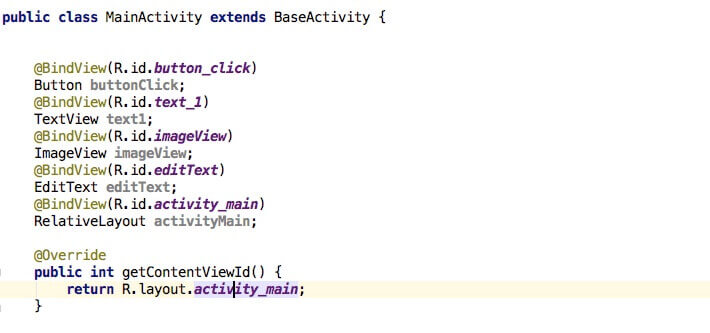 public class MainActivity extends BaseActivity {
@BindView(R.id.button_click)
Button buttonClick;
@BindView(R.id.text_1)
TextView text1;
@BindView(R.id.imageView)
ImageView imageView;
@BindView(R.id.editText)
EditText editText;
@BindView(R.id.activity_main)
RelativeLayout activityMain;
@Override
public int getContentViewId() {
return R.layout.activity_main;
}